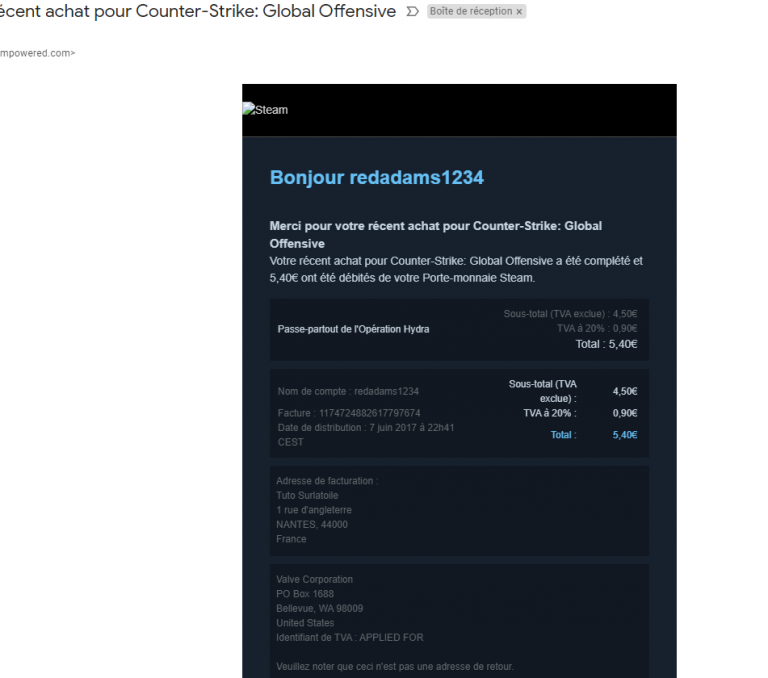 écent achat pour Counter-Strike: Global Offensive Boîte de réception ×
mpowered.com>
Steam
Bonjour redadams1234
Merci pour votre récent achat pour Counter-Strike: Global
Offensive
Votre récent achat pour Counter-Strike: Global Offensive a été complété et
5,40€ ont été débités de votre Porte-monnaie Steam.
Passe-partout de l'Opération Hydra
Sous-total (TVA exclue) : 4,50€
TVA à 20% : 0,90€
Total : 5,40€
Nom de compte : redadams1234
Facture : 1174724882617797674
Date de distribution : 7 juin 2017 à 22h41
CEST
Sous-total (TVA
exclue) : 4,50€
TVA à 20% : 0,90€
Total : 5,40€
Adresse de facturation :
Tuto Surlatoile
1 rue d'angleterre
NANTES, 44000
France
Valve Corporation
PO Box 1688
Bellevue, WA 98009
United States
Identifiant de TVA : APPLIED FOR
Veuillez noter que ceci n'est pas une adresse de retour.